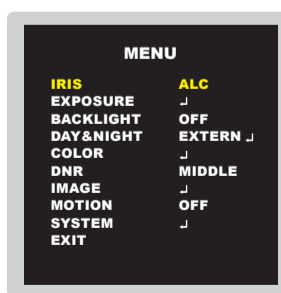 MENU
IRIS ALC
EXPOSURE ↵
BACKLIGHT OFF
DAY&NIGHT EXTERN ↵
COLOR ↵
DNR MIDDLE
IMAGE ↵
MOTION OFF
SYSTEM ↵
EXIT